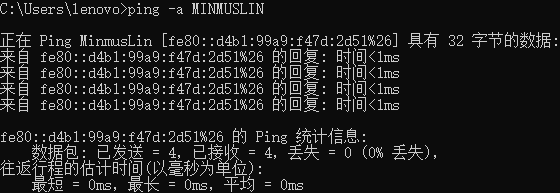 C:\Users\lenovo>ping -a MINMUSLIN
正在 Ping MinmusLin [fe80::d4b1:99a9:f47d:2d51%26] 具有 32 字节的数据:
来自 fe80::d4b1:99a9:f47d:2d51%26 的回复: 时间<1ms
来自 fe80::d4b1:99a9:f47d:2d51%26 的回复: 时间<1ms
来自 fe80::d4b1:99a9:f47d:2d51%26 的回复: 时间<1ms
来自 fe80::d4b1:99a9:f47d:2d51%26 的回复: 时间<1ms
fe80::d4b1:99a9:f47d:2d51%26 的 Ping 统计信息:
数据包: 已发送 = 4，已接收 = 4，丢失 = 0 (0% 丢失)，
往返行程的估计时间(以毫秒为单位):
最短 = 0ms，最长 = 0ms，平均 = 0ms